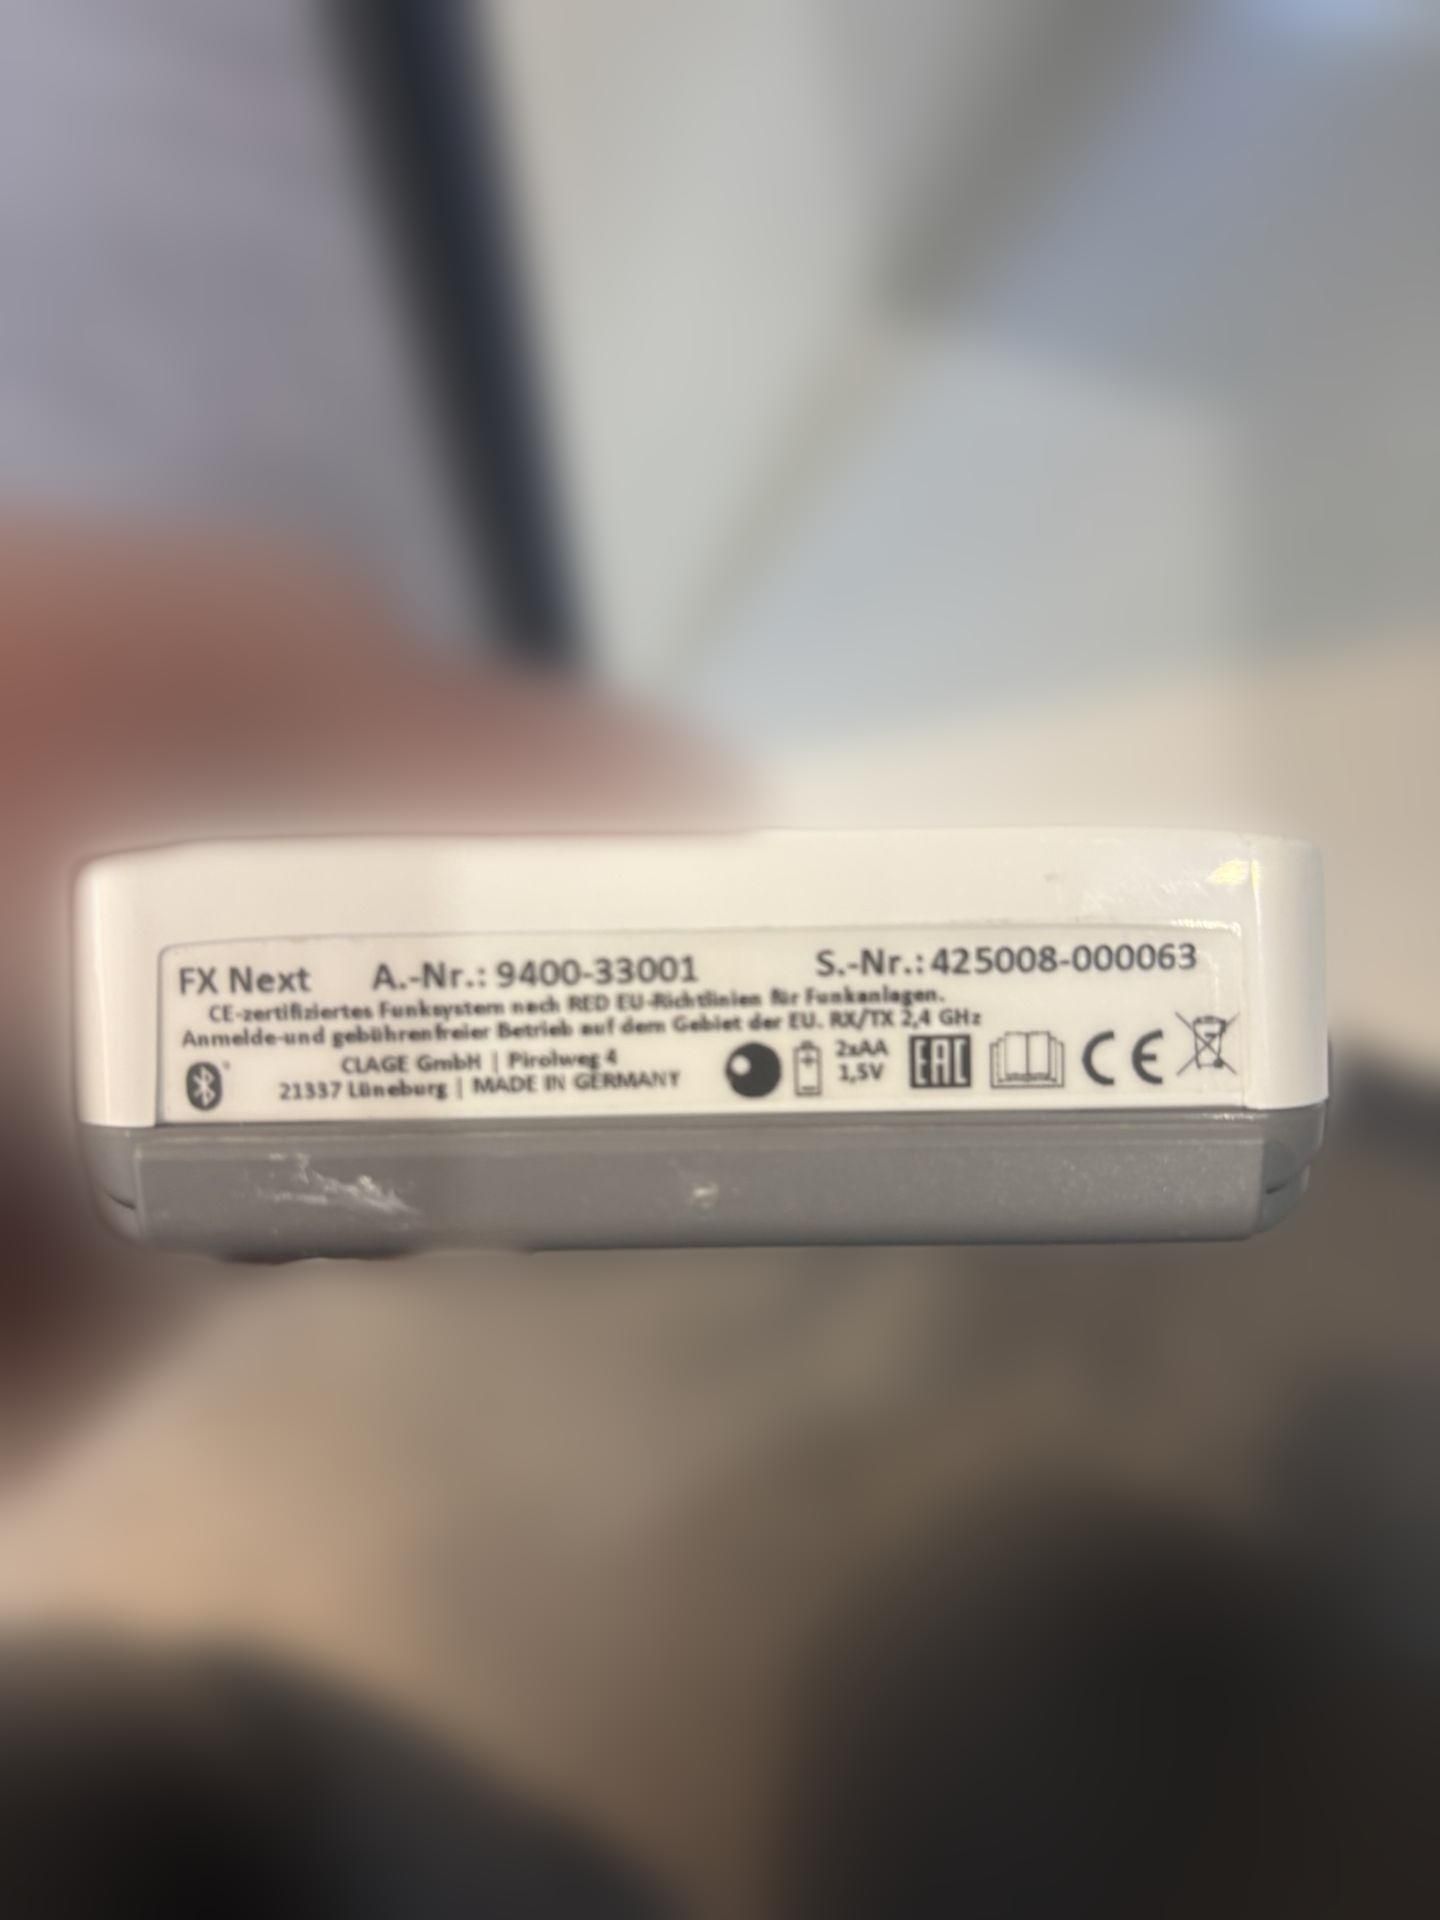 FX Next A.-Nr.: 9400-33001 S.-Nr.: 425008-000063
CE-zertifiziertes Funksystem nach RED EU-Richtlinien für Funkanlagen.
Anmelde-und gebührenfreier Betrieb auf dem Gebiet der EU. RX/TX 2,4 GHz
CLAGE GmbH | Pirolweg 4
21337 Lüneburg | MADE IN GERMANY
2xAA
1,5V
EAC
CE